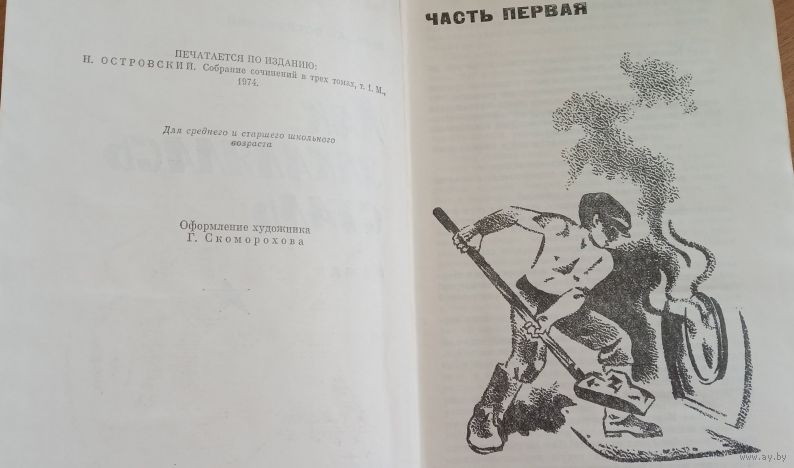 ПЕЧАТАЕТСЯ ПО ИЗДАНИЮ:
Н. ОСТРОВСКИЙ. Собрание сочинений в трех томах, т. I. М.,
1974.
Для среднего и старшего школьного
возраста
Оформление художника
Г. Скоморохова
ЧАСТЬ ПЕРВАЯ
www.ay.by